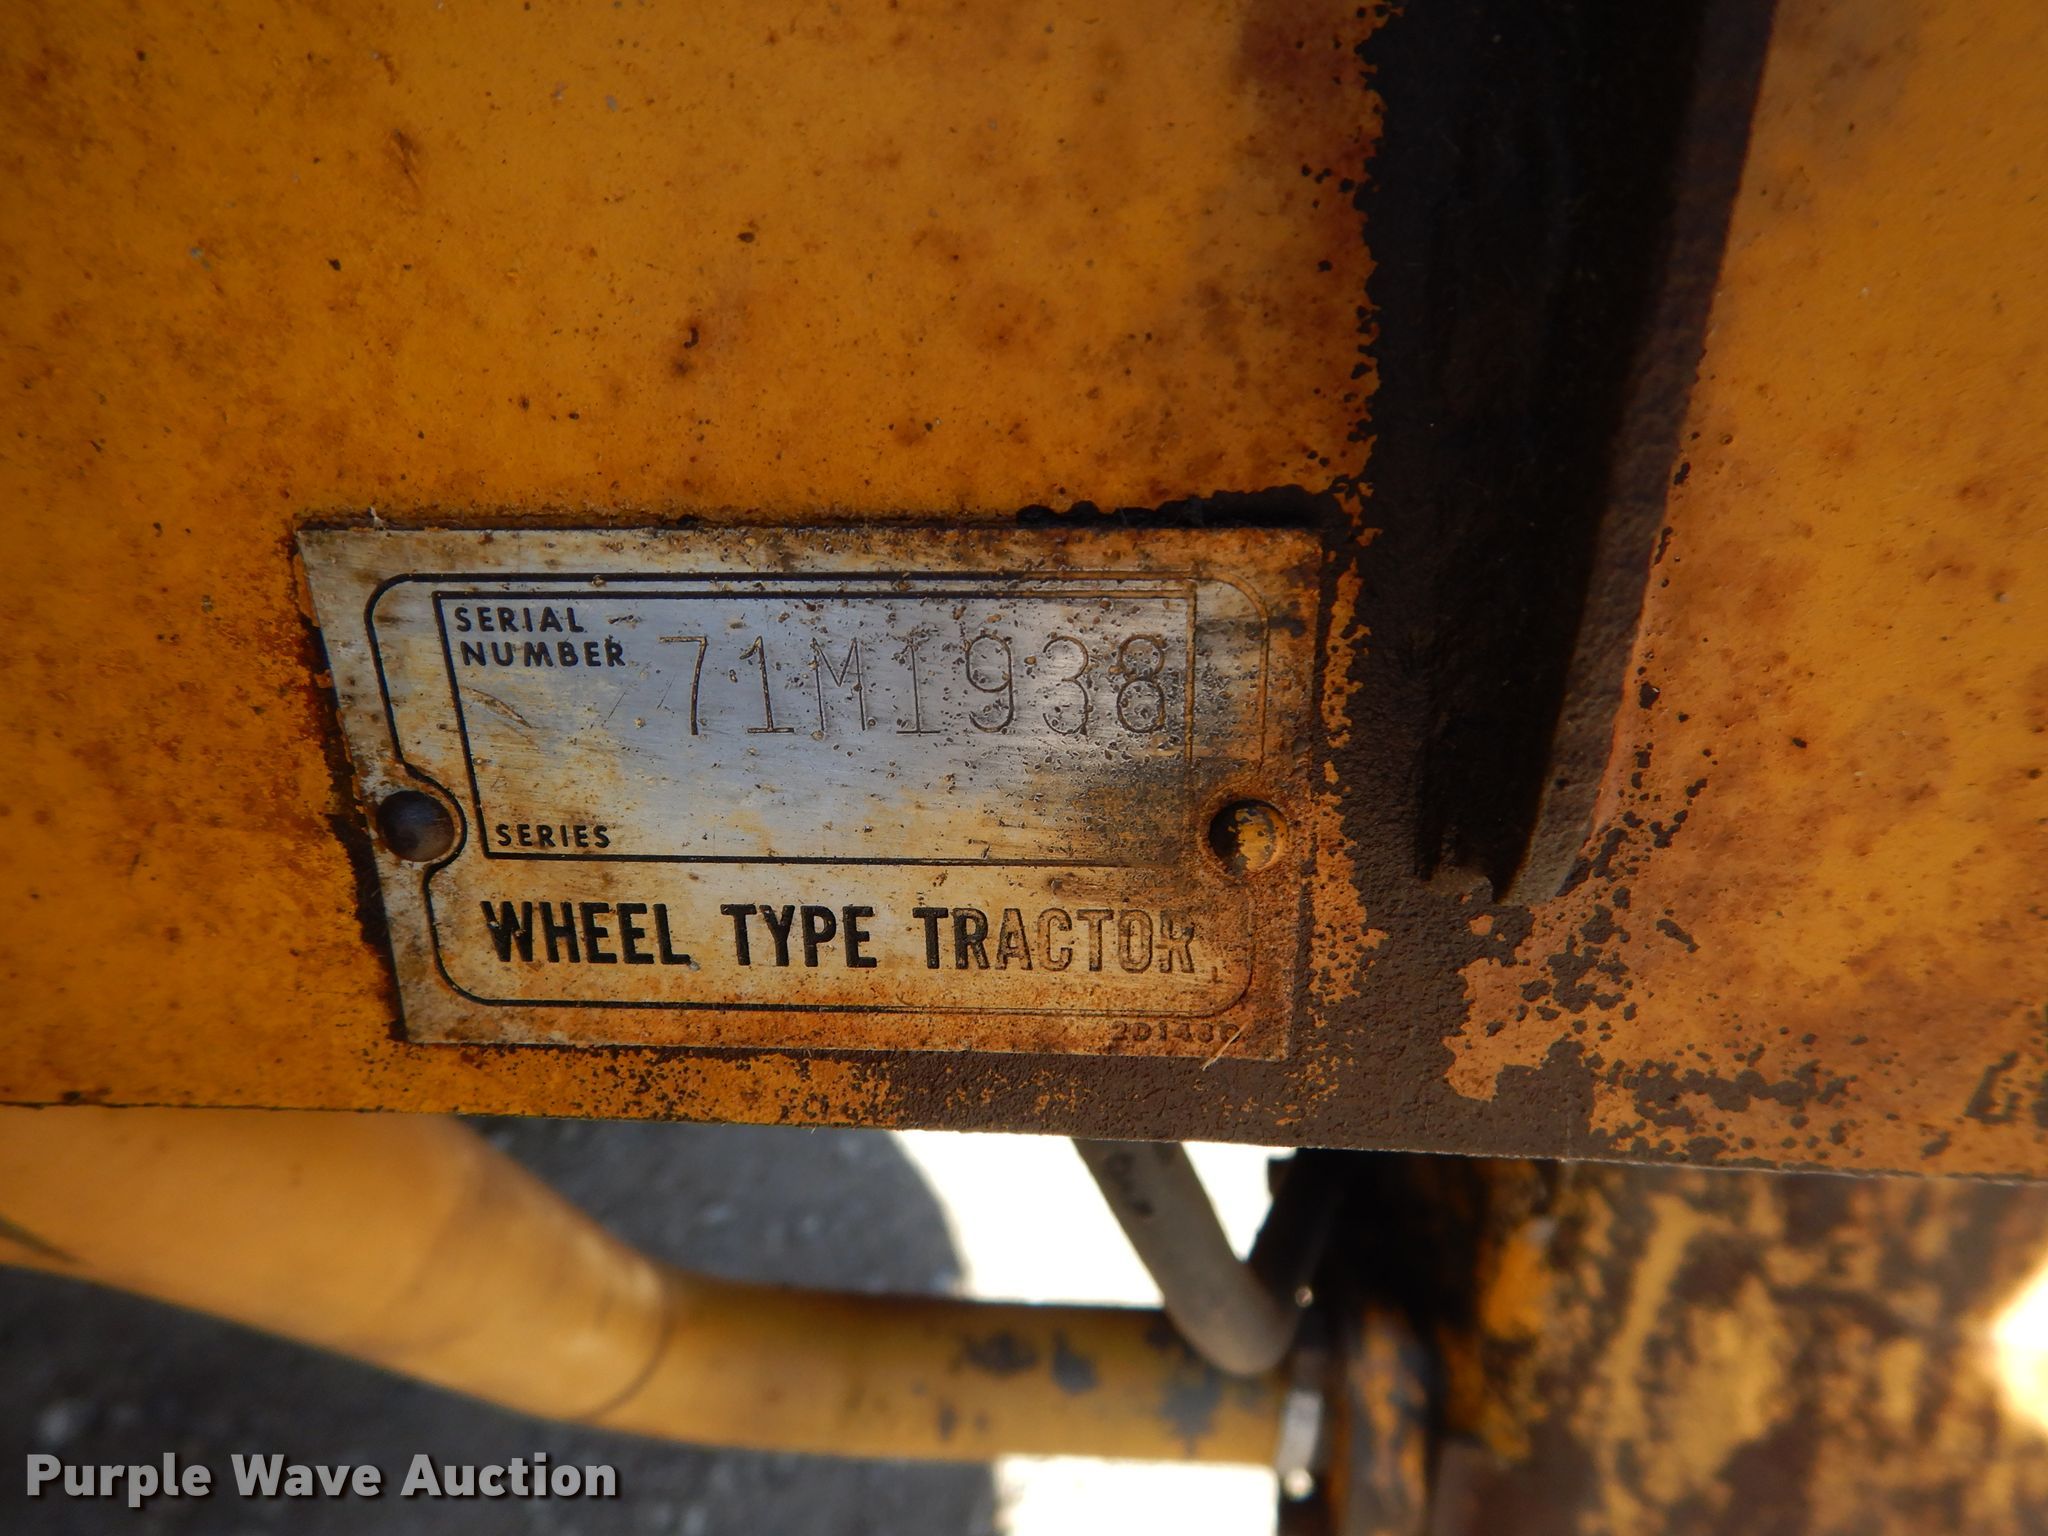 SERIAL
NUMBER 71M1938
SERIES
WHEEL TYPE TRACTOR
Purple Wave Auction